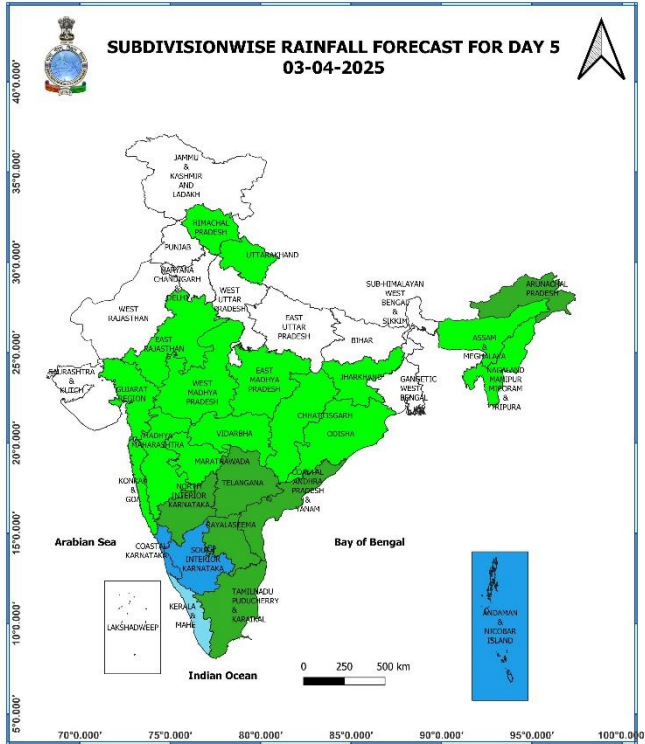 SUBDIVISIONWISE RAINFALL FORECAST FOR DAY 5
03-04-2025
40°0.000'
35°0.000'
30°0.000'
25°0.000'
20°0.000'
15°0.000'
10°0.000'
5°0.000'
JAMMU
&
KASHMIR
AND
LADAKH
HIMACHAL
PRADESH
PUNJAB
UTTARAKHAND
HARYANA
CHANDIGARH
&
DELHI
WEST
UTTAR
PRADESH
WEST
RAJASTHAN
EAST
UTTAR
PRADESH
SUB-HIMALAYAN
WEST
BENGAL
&
SIKKIM
ARUNACHAL
PRADESH
BIHAR
ASSAM
&
MEGHALAYA
NAGALAND
MANIPUR
MIZORAM
&
TRIPURA
EAST
RAJASTHAN
SAURASHTRA
&
KUTCH
GUJARAT
REGION
WEST
MADHYA
PRADESH
EAST
MADHYA
PRADESH
JHARKHAND
GANGETIC
WEST
BENGAL
CHHATTISGARH
ODISHA
VIDARBHA
MADHYA
MAHARASHTRA
MARATHWADA
KONKAN
&
GOA
NORTH
INTERIOR
KARNATAKA
TELANGANA
COASTAL
ANDHRA
PRADESH
&
YANAM
RAYALASEEMA
Arabian Sea
Bay of Bengal
COASTAL
KARNATAKA
SOUTH
INTERIOR
KARNATAKA
LAKSHADWEEP
KERALA
&
MAHE
TAMILNADU
PUDUCHERRY
&
KARAIKAL
ANDAMAN
&
NICOBAR
ISLAND
Indian Ocean
0 250 500 km
70°0.000' 75°0.000' 80°0.000' 85°0.000' 90°0.000' 95°0.000' 100°0.000'